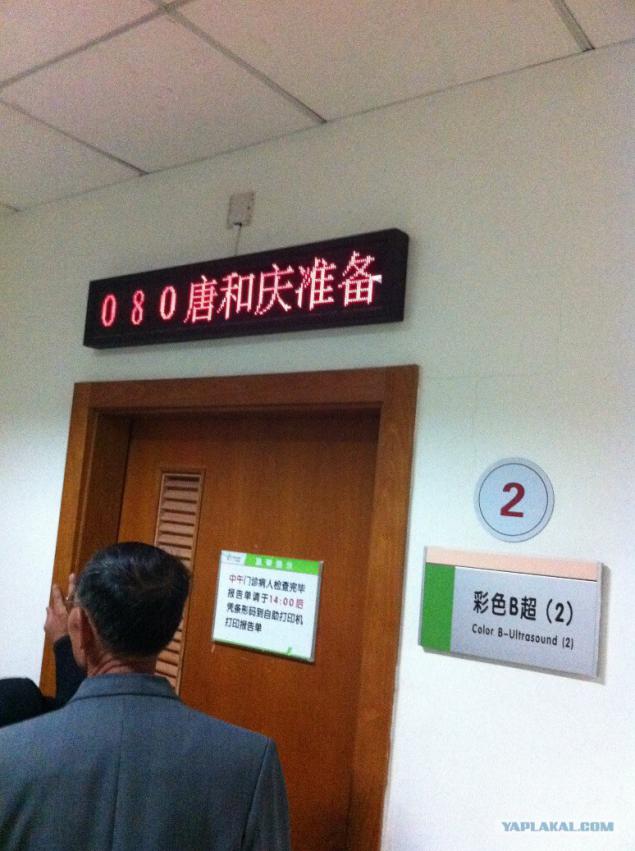 080唐和庆准备
2
中午门诊病人检查完毕
报告单请于14:00后
凭条形码到自助打印机
打印报告单
彩色B超（2）
Color B-Ultrasound (2)
YAPLAKAL.COM